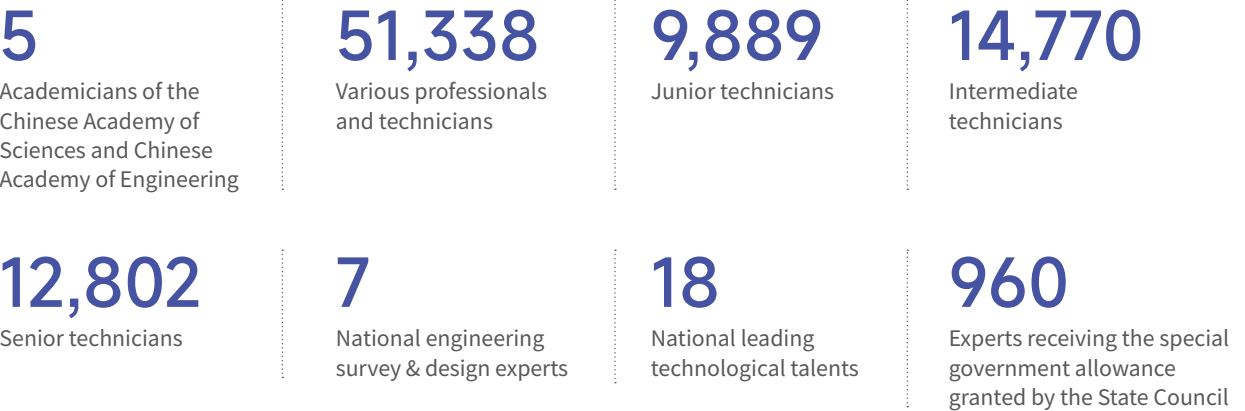 5
Academicians of the
Chinese Academy of
Sciences and Chinese
Academy of Engineering
51,338
Various professionals
and technicians
9,889
Junior technicians
14,770
Intermediate
technicians
12,802
Senior technicians
7
National engineering
survey & design experts
18
National leading
technological talents
960
Experts receiving the special
government allowance
granted by the State Council